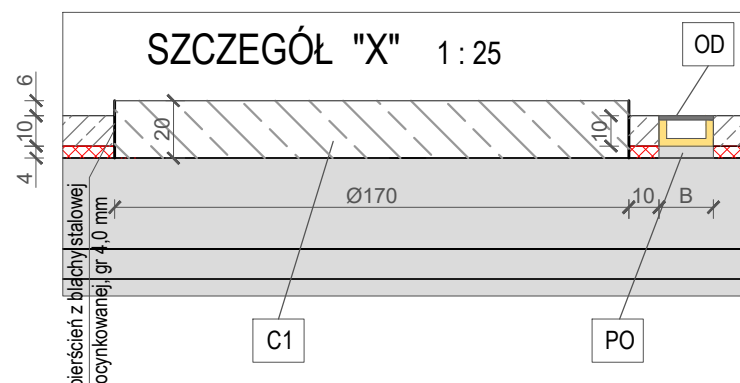 SZCZEGÓŁ "X" 1 : 25
OD
6
10
4
20
10
Ø170
10
B
pierścień z blachy stalowej
ocynkowanej, gr 4,0 mm
C1
PO